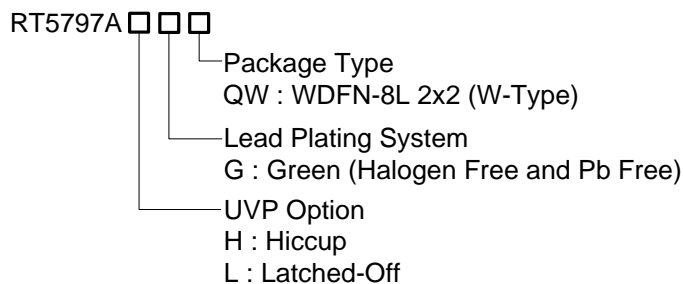 RT5797A□□□
Package Type
QW : WDFN-8L 2x2 (W-Type)
Lead Plating System
G : Green (Halogen Free and Pb Free)
UVP Option
H : Hiccup
L : Latched-Off